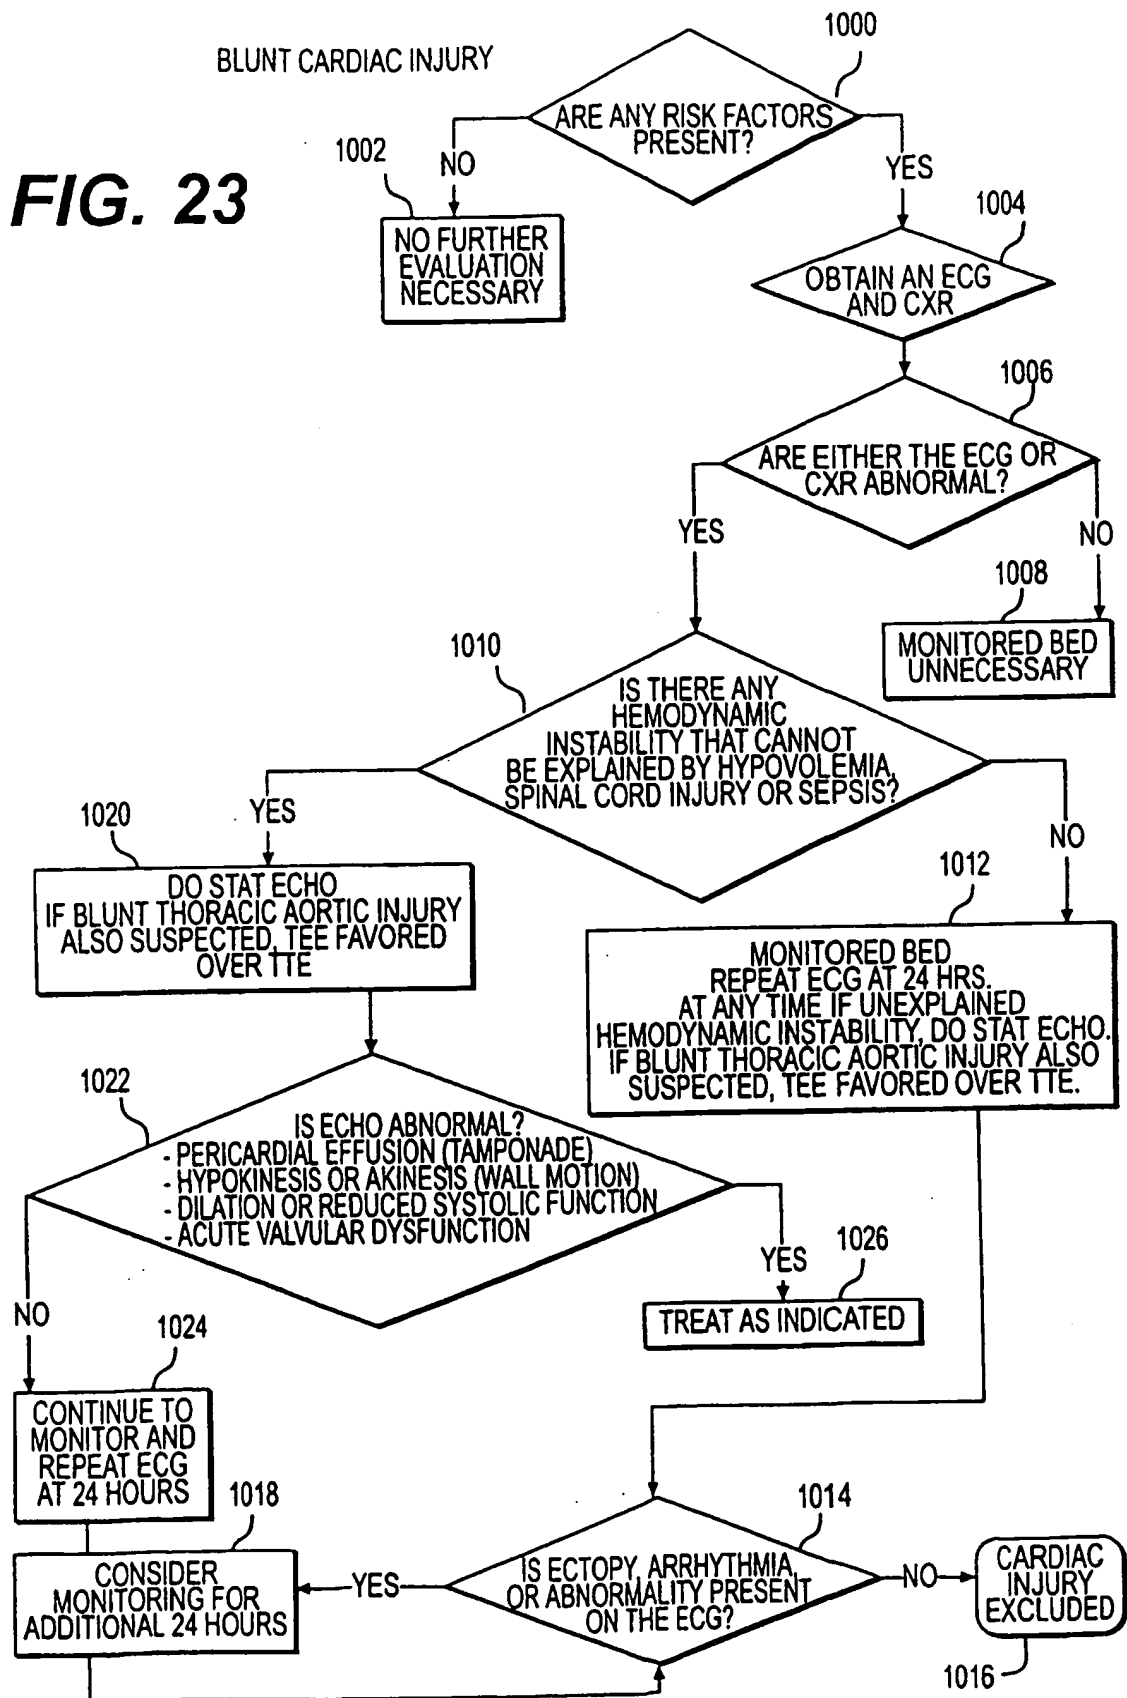 BLUNT CARDIAC INJURY
FIG. 23
1000
ARE ANY RISK FACTORS
PRESENT?
NO
YES
1002
NO FURTHER
EVALUATION
NECESSARY
1004
OBTAIN AN ECG
AND CXR
1006
ARE EITHER THE ECG OR
CXR ABNORMAL?
YES
NO
1008
MONITORED BED
UNNECESSARY
1010
IS THERE ANY
HEMODYNAMIC
INSTABILITY THAT CANNOT
BE EXPLAINED BY HYPOVOLEMIA,
SPINAL CORD INJURY OR SEPSIS?
YES
NO
1020
DO STAT ECHO
IF BLUNT THORACIC AORTIC INJURY
ALSO SUSPECTED, TEE FAVORED
OVER TTE
1012
MONITORED BED
REPEAT ECG AT 24 HRS.
AT ANY TIME IF UNEXPLAINED
HEMODYNAMIC INSTABILITY, DO STAT ECHO.
IF BLUNT THORACIC AORTIC INJURY ALSO
SUSPECTED, TEE FAVORED OVER TTE.
1022
IS ECHO ABNORMAL?
- PERICARDIAL EFFUSION (TAMPONADE)
- HYPOKINESIS OR AKINESIS (WALL MOTION)
- DILATION OR REDUCED SYSTOLIC FUNCTION
- ACUTE VALVULAR DYSFUNCTION
NO
YES
1026
TREAT AS INDICATED
1024
CONTINUE TO
MONITOR AND
REPEAT ECG
AT 24 HOURS
1018
CONSIDER
MONITORING FOR
ADDITIONAL 24 HOURS
YES
1014
IS ECTOPY, ARRHYTHMIA,
OR ABNORMALITY PRESENT
ON THE ECG?
NO
CARDIAC
INJURY
EXCLUDED
1016